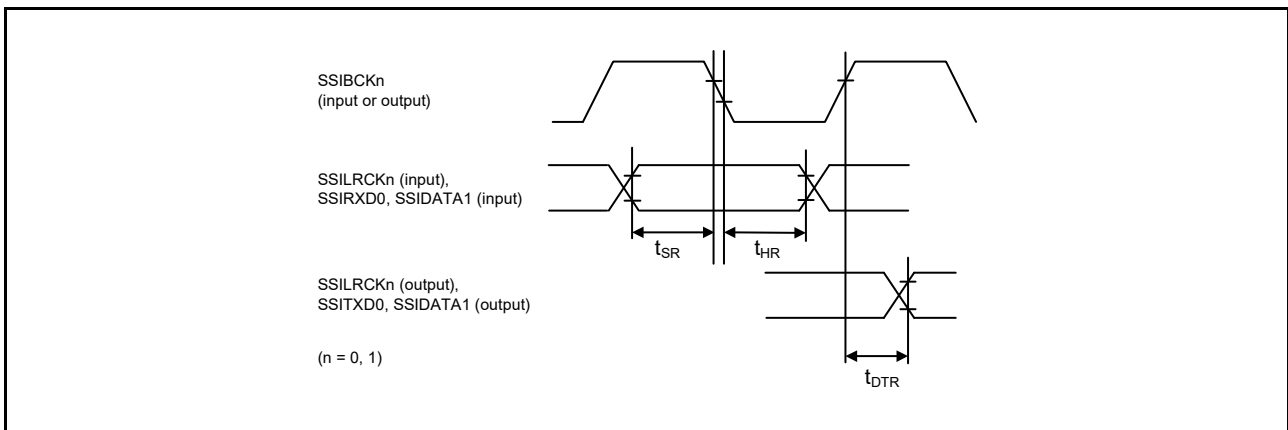 SSIBCKn
(input or output)
SSILRCKn (input),
SSIRXD0, SSIDATA1 (input)
tSR
tHR
SSILRCKn (output),
SSITXD0, SSIDATA1 (output)
(n = 0, 1)
tDTR